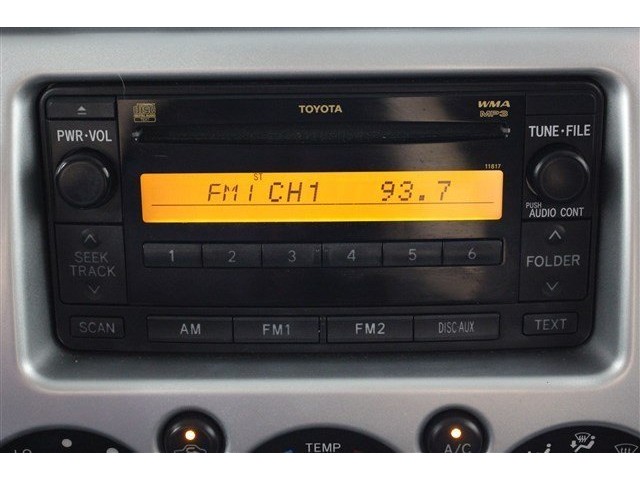 TOYOTA
WMA
MP3
PWR·VOL
TUNE·FILE
11817
ST
FM1 CH1 93.7
PUSH
AUDIO CONT
1 2 3 4 5 6
SEEK
TRACK
FOLDER
SCAN
AM
FM1
FM2
DISC·AUX
TEXT
TEMP
A/C
LO